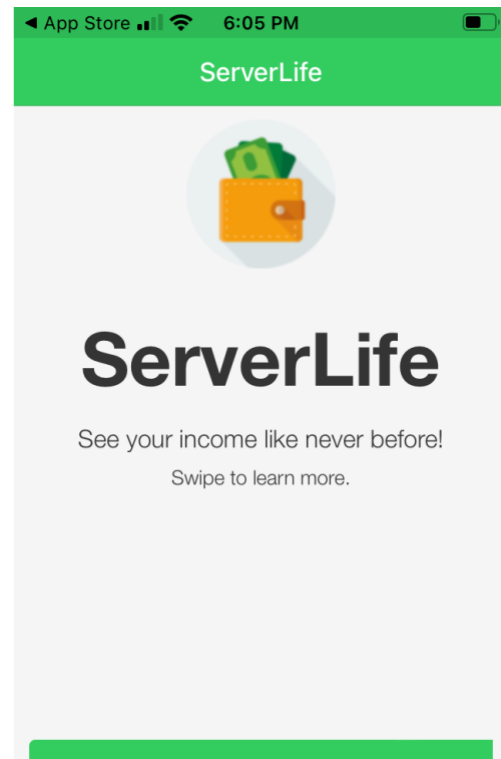 ◀ App Store 6:05 PM
ServerLife
ServerLife
See your income like never before!
Swipe to learn more.